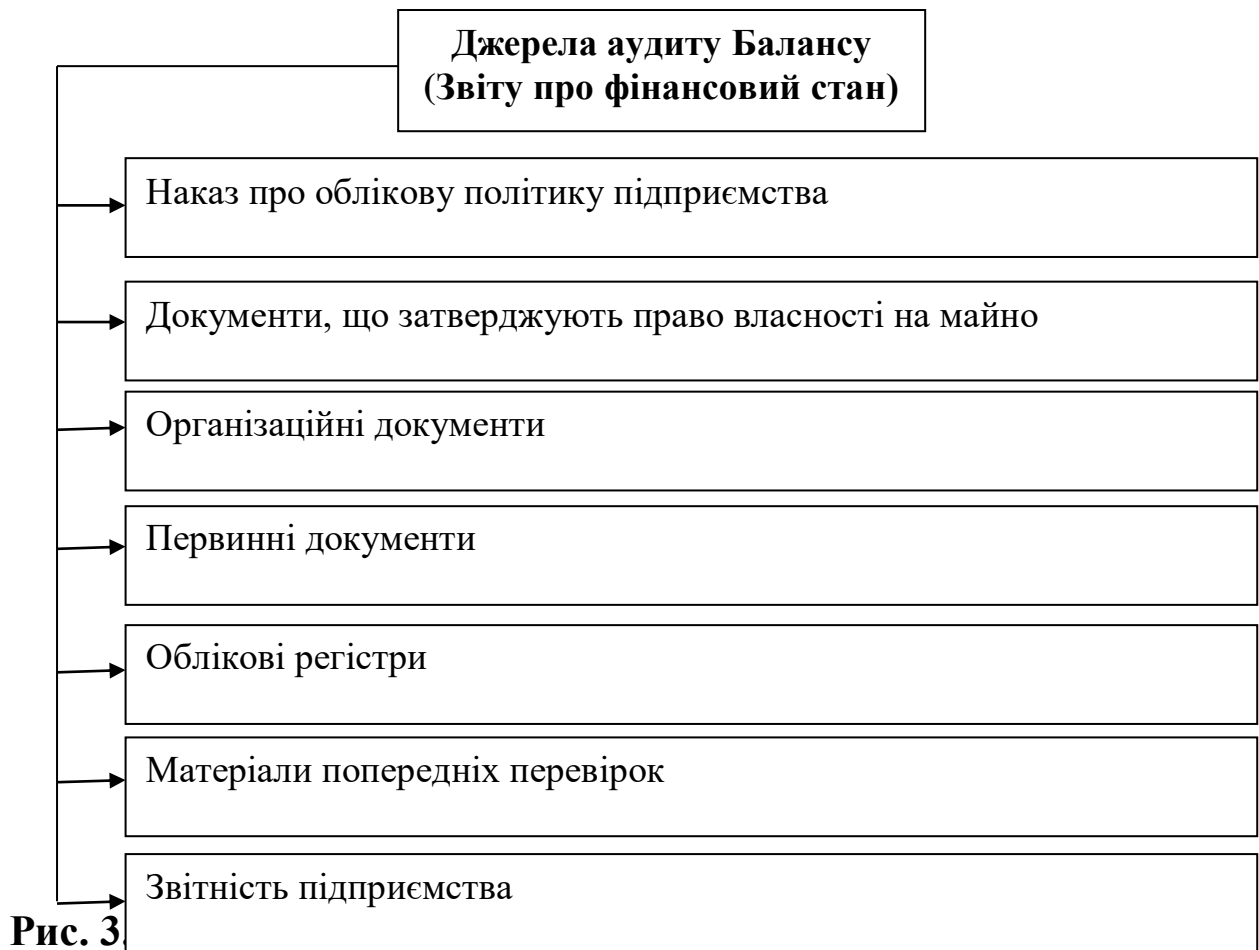 Джерела аудиту Балансу
(Звіту про фінансовий стан)
Наказ про облікову політику підприємства
Документи, що затверджують право власності на майно
Організаційні документи
Первинні документи
Облікові регістри
Матеріали попередніх перевірок
Звітність підприємства
Рис. 3.